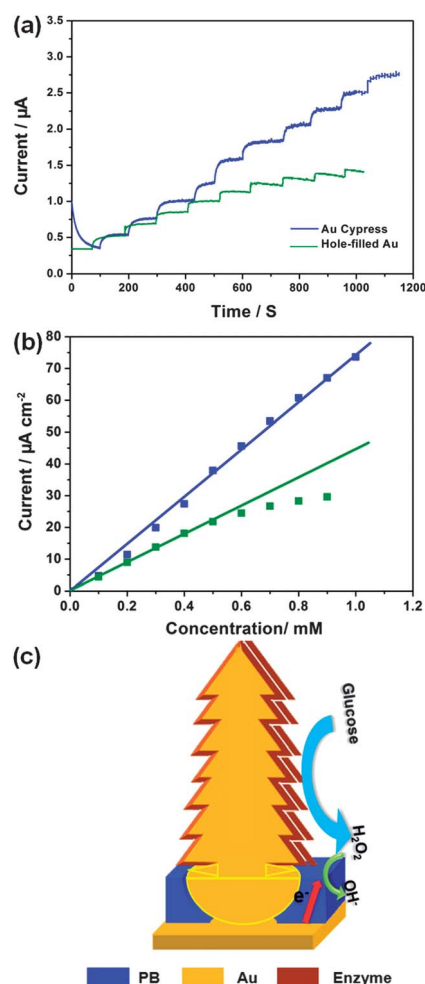 (a)
Current / μA
3.5
3.0
2.5
2.0
1.5
1.0
0.5
0.0
Au Cypress
Hole-filled Au
0 200 400 600 800 1000 1200
Time / S
(b)
Current / μA cm-2
80
70
60
50
40
30
20
10
0
0.0 0.2 0.4 0.6 0.8 1.0 1.2
Concentration/ mM
(c)
Glucose
H2O2
e-
OH-
PB Au Enzyme